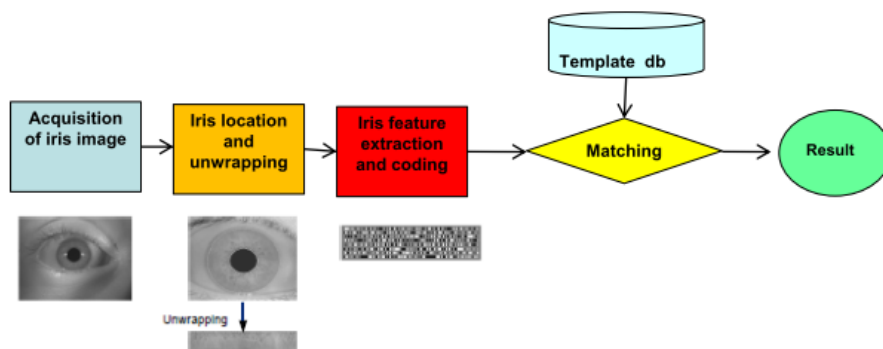 Template db
Acquisition
of iris image
Iris location
and
unwrapping
Iris feature
extraction
and coding
Matching
Result
Unwrapping